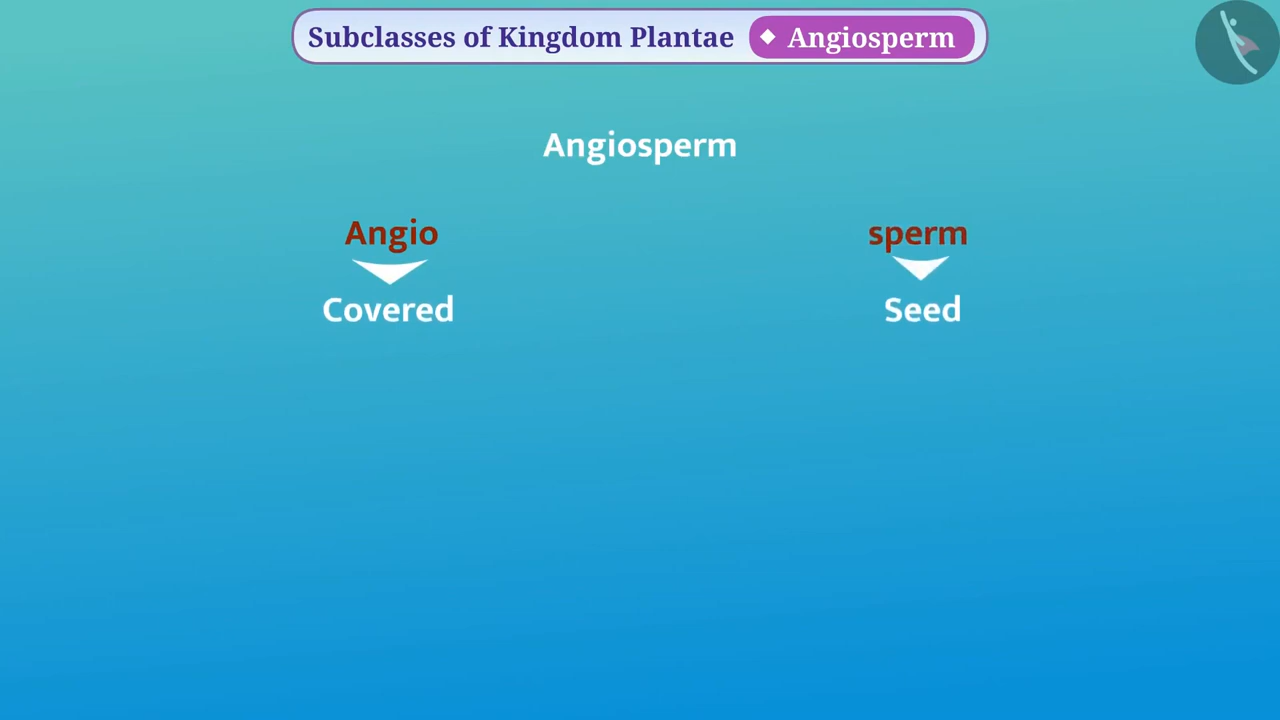 Subclasses of Kingdom Plantae ◆ Angiosperm
Angiosperm
Angio sperm
Covered Seed